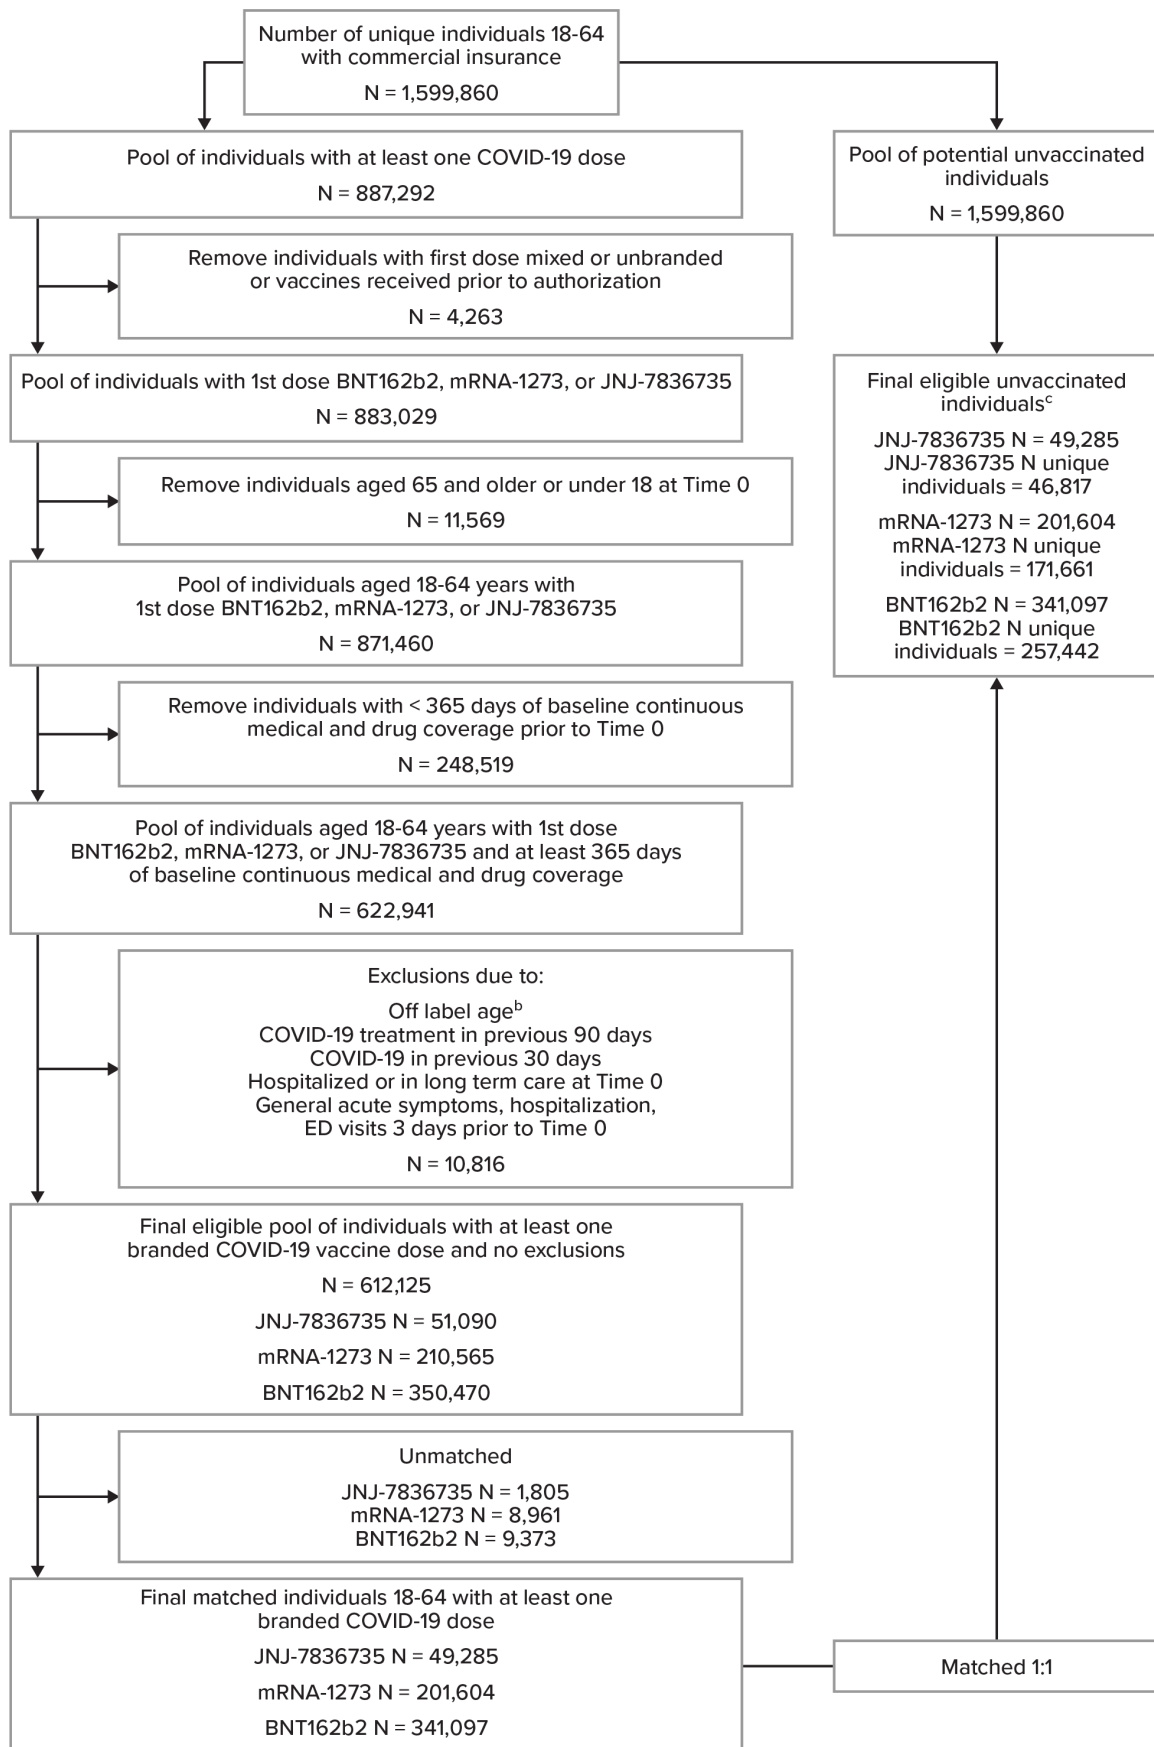 Number of unique individuals 18-64
with commercial insurance
N = 1,599,860
Pool of individuals with at least one COVID-19 dose
N = 887,292
Pool of potential unvaccinated
individuals
N = 1,599,860
Remove individuals with first dose mixed or unbranded
or vaccines received prior to authorization
N = 4,263
Pool of individuals with 1st dose BNT162b2, mRNA-1273, or JNJ-7836735
N = 883,029
Remove individuals aged 65 and older or under 18 at Time 0
N = 11,569
Pool of individuals aged 18-64 years with
1st dose BNT162b2, mRNA-1273, or JNJ-7836735
N = 871,460
Remove individuals with < 365 days of baseline continuous
medical and drug coverage prior to Time 0
N = 248,519
Pool of individuals aged 18-64 years with 1st dose
BNT162b2, mRNA-1273, or JNJ-7836735 and at least 365 days
of baseline continuous medical and drug coverage
N = 622,941
Exclusions due to:
Off label ageᵇ
COVID-19 treatment in previous 90 days
COVID-19 in previous 30 days
Hospitalized or in long term care at Time 0
General acute symptoms, hospitalization,
ED visits 3 days prior to Time 0
N = 10,816
Final eligible pool of individuals with at least one
branded COVID-19 vaccine dose and no exclusions
N = 612,125
JNJ-7836735 N = 51,090
mRNA-1273 N = 210,565
BNT162b2 N = 350,470
Unmatched
JNJ-7836735 N = 1,805
mRNA-1273 N = 8,961
BNT162b2 N = 9,373
Final matched individuals 18-64 with at least one
branded COVID-19 dose
JNJ-7836735 N = 49,285
mRNA-1273 N = 201,604
BNT162b2 N = 341,097
Matched 1:1
Final eligible unvaccinated
individualsᶜ
JNJ-7836735 N = 49,285
JNJ-7836735 N unique
individuals = 46,817
mRNA-1273 N = 201,604
mRNA-1273 N unique
individuals = 171,661
BNT162b2 N = 341,097
BNT162b2 N unique
individuals = 257,442